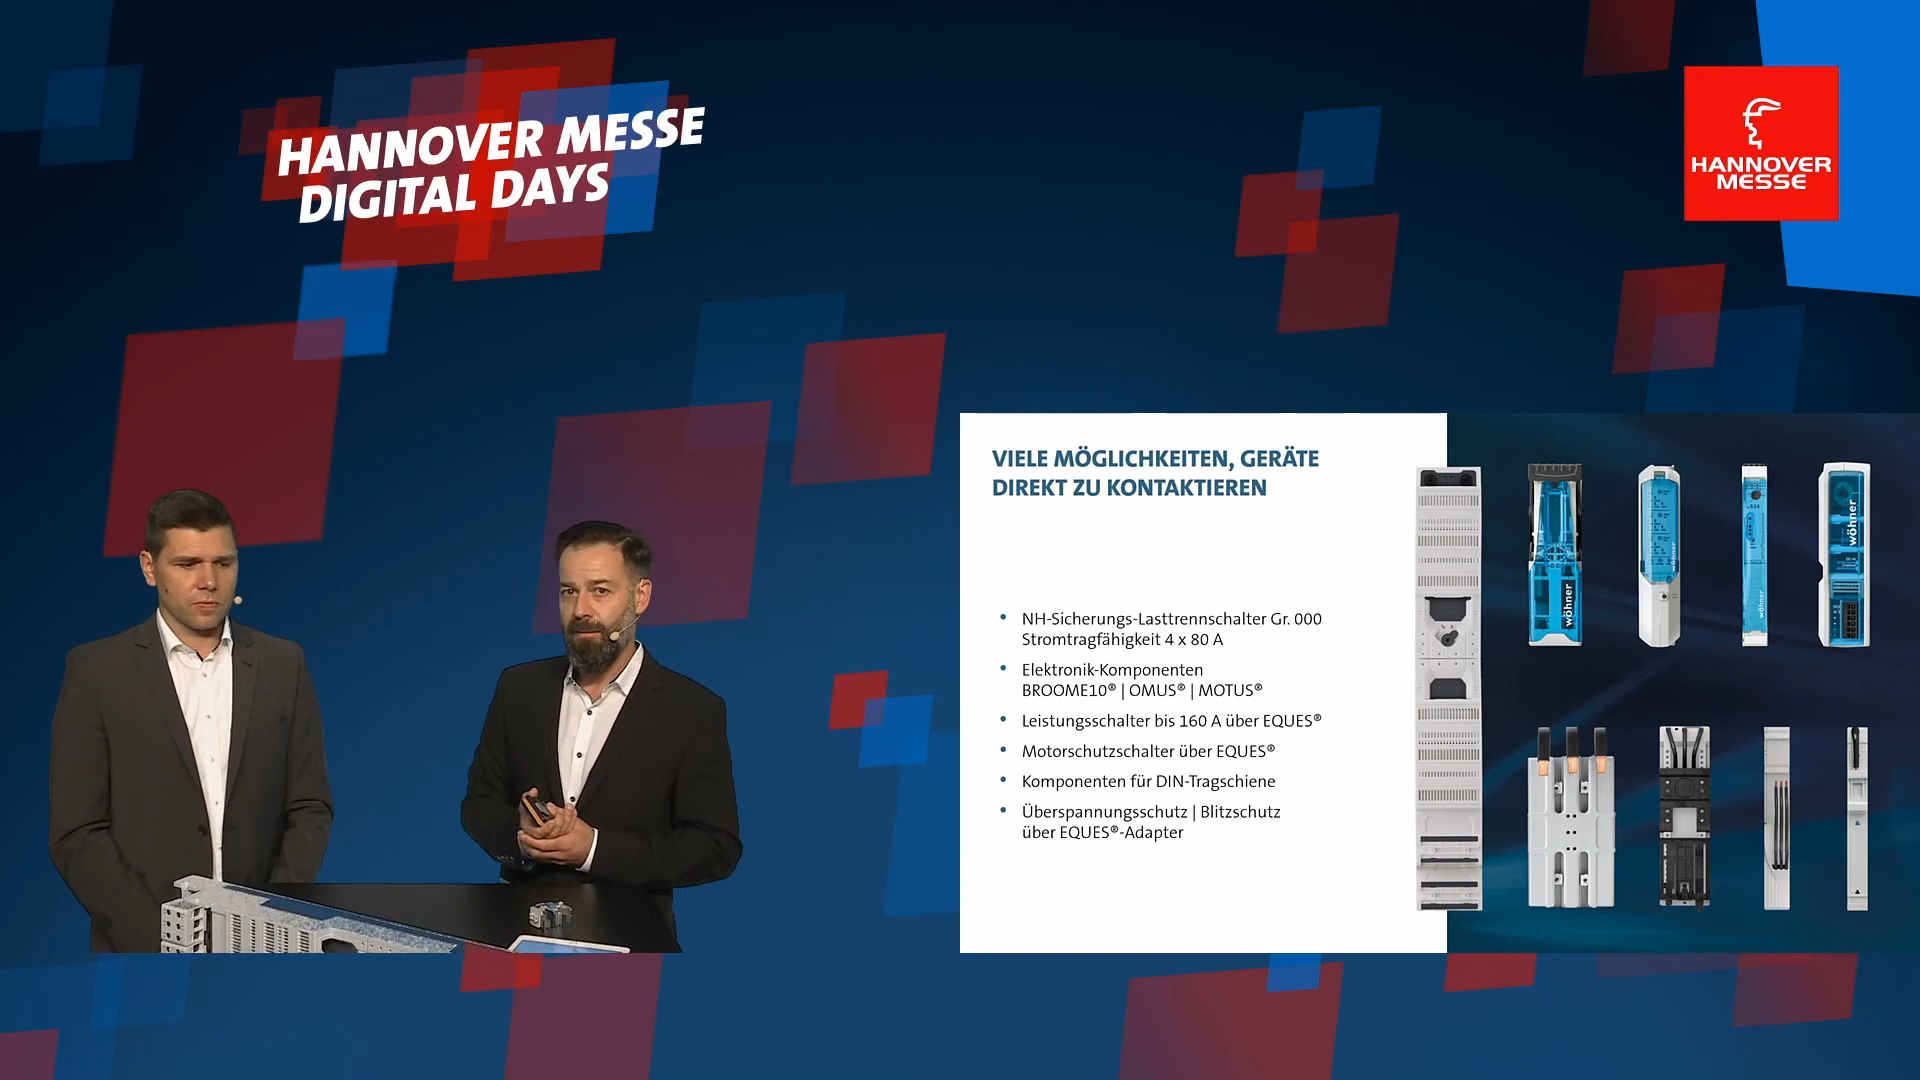 HANNOVER MESSE
DIGITAL DAYS
HANNOVER
MESSE
VIELE MÖGLICHKEITEN, GERÄTE
DIREKT ZU KONTAKTIEREN
• NH-Sicherungs-Lasttrennschalter Gr. 000
Stromtragfähigkeit 4 x 80 A
• Elektronik-Komponenten
BROOME10® | OMUS® | MOTUS®
• Leistungsschalter bis 160 A über EQUES®
• Motorschutzschalter über EQUES®
• Komponenten für DIN-Tragschiene
• Überspannungsschutz | Blitzschutz
über EQUES®-Adapter
wöhner
wöhner
wöhner
wöhner